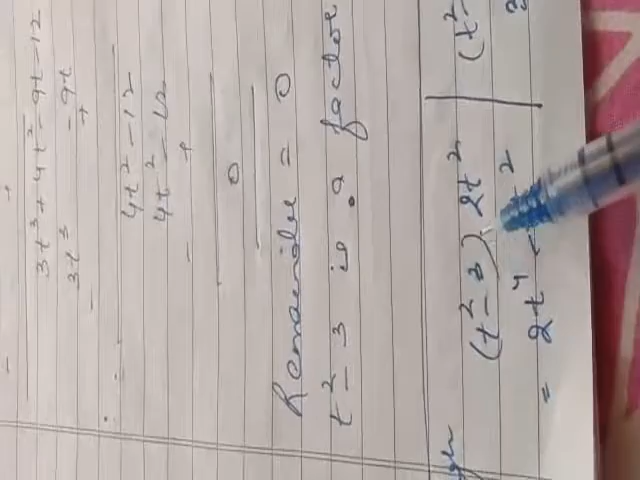 3t³ + 4t² - 9t - 12
3t³ - 9t
- +
4t² - 12
4t² - 12
- +
0
Remainder = 0
t² - 3 is a factor
(t² - 3) 2t²
= 2t⁴